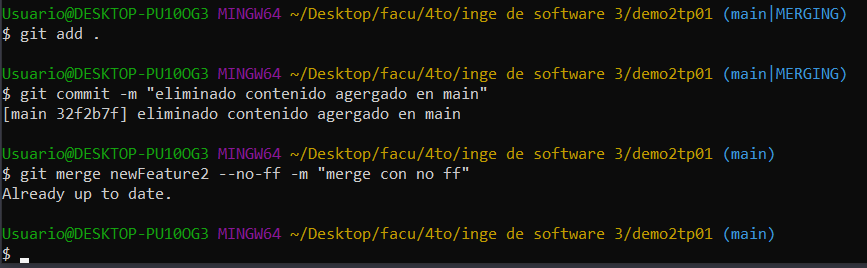 Usuario@DESKTOP-PU10OG3 MINGW64 ~/Desktop/facu/4to/inge de software 3/demo2tp01 (main|MERGING)
$ git add .
Usuario@DESKTOP-PU10OG3 MINGW64 ~/Desktop/facu/4to/inge de software 3/demo2tp01 (main|MERGING)
$ git commit -m "eliminado contenido agergado en main"
[main 32f2b7f] eliminado contenido agergado en main
Usuario@DESKTOP-PU10OG3 MINGW64 ~/Desktop/facu/4to/inge de software 3/demo2tp01 (main)
$ git merge newFeature2 --no-ff -m "merge con no ff"
Already up to date.
Usuario@DESKTOP-PU10OG3 MINGW64 ~/Desktop/facu/4to/inge de software 3/demo2tp01 (main)
$